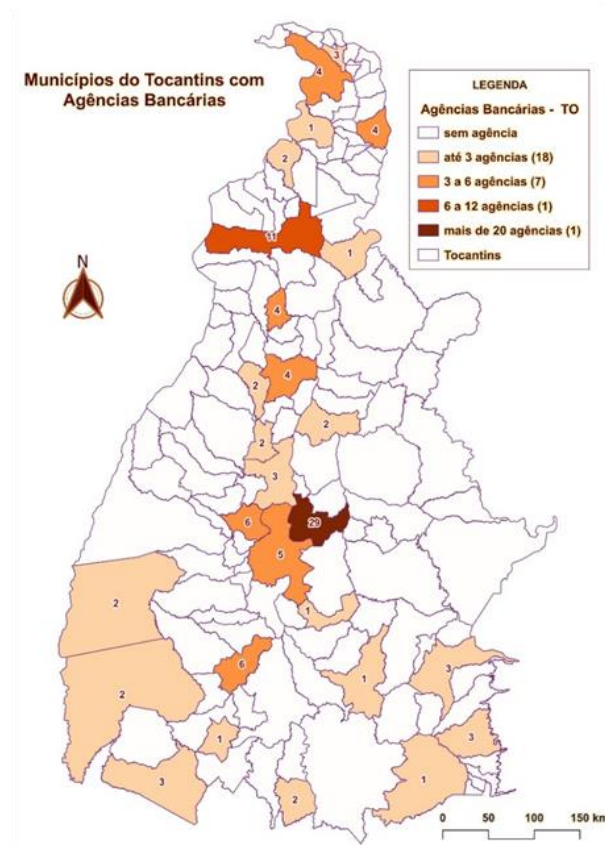 Municípios do Tocantins com
Agências Bancárias
LEGENDA
Agências Bancárias - TO
sem agência
até 3 agências (18)
3 a 6 agências (7)
6 a 12 agências (1)
mais de 20 agências (1)
Tocantins
N
3
4
1
4
2
11
1
4
2
4
2
2
3
6
29
5
2
1
6
3
1
2
3
1
3
1
2
0 50 100 150 km